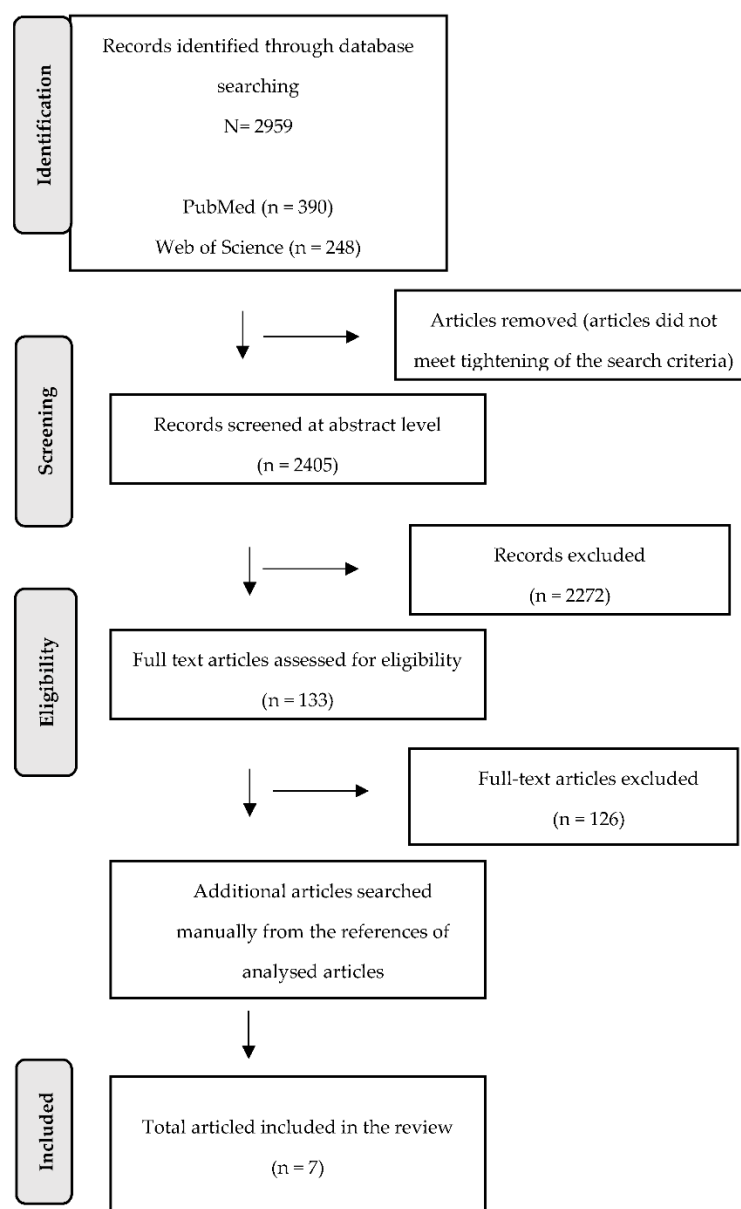 Identification
Records identified through database
searching
N= 2959
PubMed (n = 390)
Web of Science (n = 248)
Articles removed (articles did not
meet tightening of the search criteria)
Screening
Records screened at abstract level
(n = 2405)
Records excluded
(n = 2272)
Eligibility
Full text articles assessed for eligibility
(n = 133)
Full-text articles excluded
(n = 126)
Additional articles searched
manually from the references of
analysed articles
Included
Total articled included in the review
(n = 7)